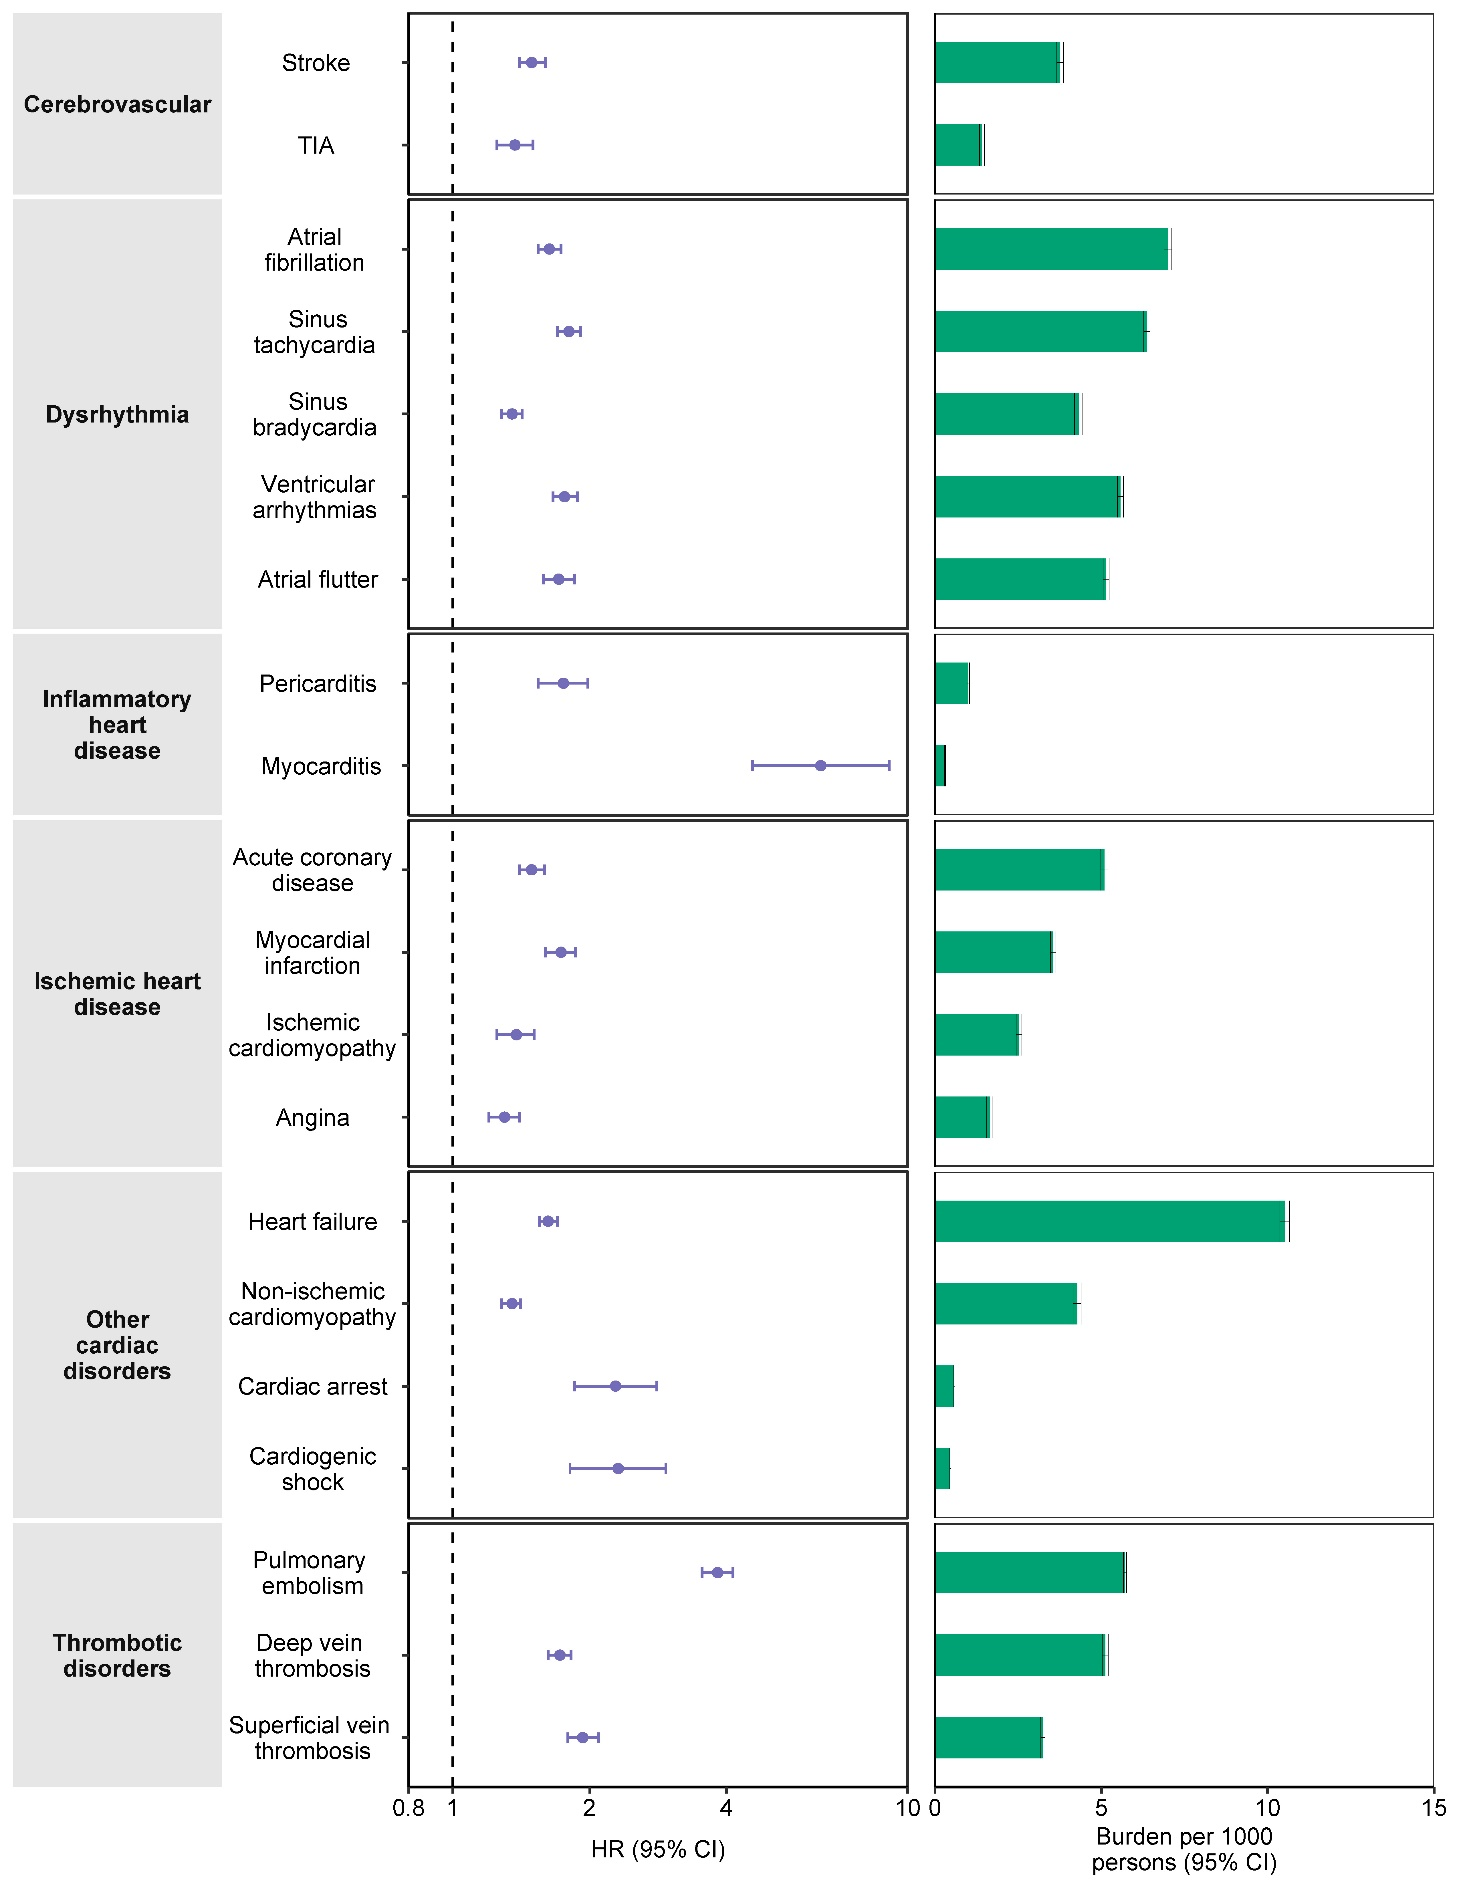 Cerebrovascular
Stroke
TIA
Dysrhythmia
Atrial
fibrillation
Sinus
tachycardia
Sinus
bradycardia
Ventricular
arrhythmias
Atrial flutter
Inflammatory
heart
disease
Pericarditis
Myocarditis
Ischemic heart
disease
Acute coronary
disease
Myocardial
infarction
Ischemic
cardiomyopathy
Angina
Other
cardiac
disorders
Heart failure
Non-ischemic
cardiomyopathy
Cardiac arrest
Cardiogenic
shock
Thrombotic
disorders
Pulmonary
embolism
Deep vein
thrombosis
Superficial vein
thrombosis
0.8 1 2 4 10
HR (95% CI)
0 5 10 15
Burden per 1000
persons (95% CI)